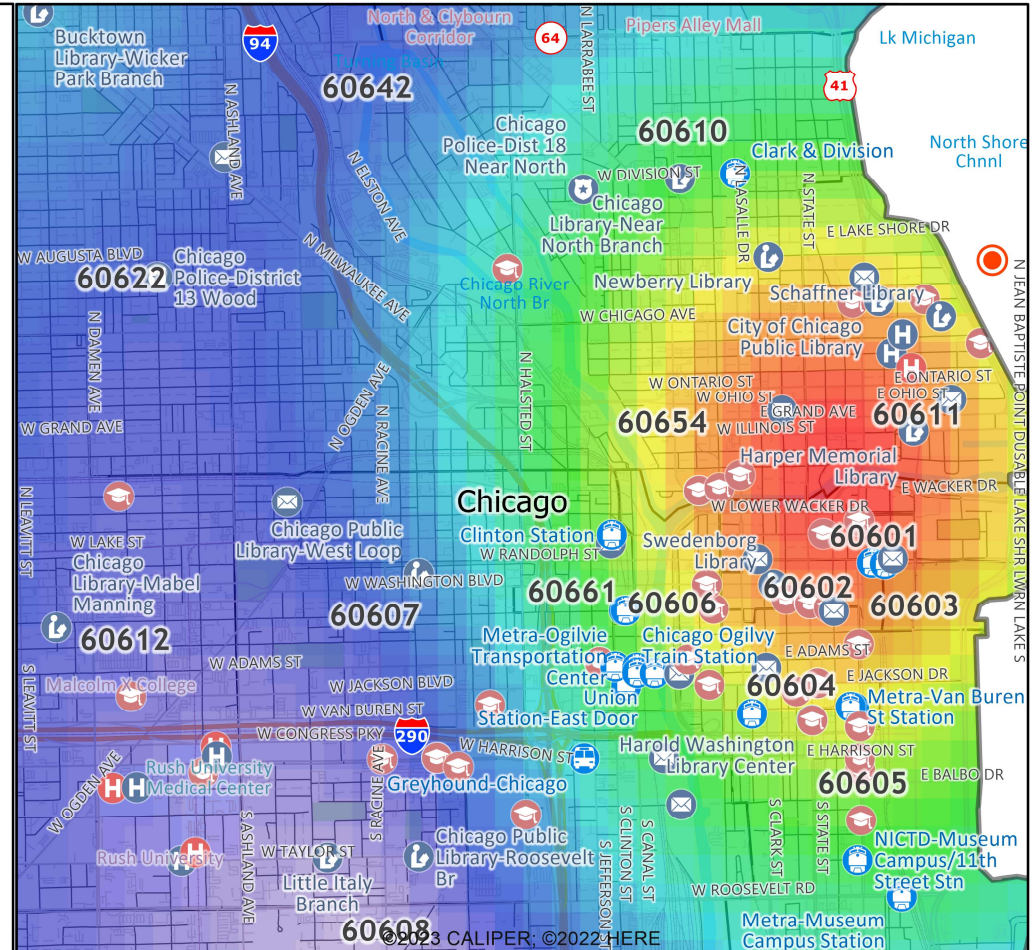 Bucktown
Library-Wicker
Park Branch
94
60642
North & Clybourn
Corridor
Turning Basin
64
N LARRABEE ST
Pipers Alley Mall
Lk Michigan
41
North Shore
Chnnl
N ASHLAND AVE
N ELSTON AVE
Chicago
Police-Dist 18
Near North
60610
W DIVISION ST
Clark & Division
N LASALLE DR
N STATE ST
Chicago
Library-Near
North Branch
E LAKE SHORE DR
W AUGUSTA BLVD
60622
Chicago
Police-District
13 Wood
N MILWAUKEE AVE
Chicago River
North Br
Newberry Library
Schaffner Library
W CHICAGO AVE
City of Chicago
Public Library
N JEAN BAPTISTE POINT DUSABLE LAKE SHR LWRN LAKE S
N DAMEN AVE
N OGDEN AVE
N RACINE AVE
N HALSTED ST
W ONTARIO ST
W OHIO ST
E ONTARIO ST
E OHIO ST
60654
E GRAND AVE
W ILLINOIS ST
60611
W GRAND AVE
Harper Memorial
Library
E WACKER DR
N LEAVITT ST
Chicago
W LOWER WACKER DR
Chicago Public
Library-West Loop
Clinton Station
W RANDOLPH ST
Swedenborg
Library
60601
W LAKE ST
Chicago
Library-Mabel
Manning
W WASHINGTON BLVD
60607
60661
60606
60602
60603
60612
W ADAMS ST
Metra-Ogilvie
Transportation
Center
Chicago Ogilvy
Train Station
E ADAMS ST
S LEAVITT ST
Malcolm X College
W JACKSON BLVD
Union
Station-East Door
60604
E JACKSON DR
Metra-Van Buren
St Station
W VAN BUREN ST
W CONGRESS PKY
290
W HARRISON ST
Harold Washington
Library Center
E HARRISON ST
W OGDEN AVE
Rush University
Medical Center
S RACINE AVE
Greyhound-Chicago
60605
E BALBO DR
S ASHLAND AVE
S CLINTON ST
S CANAL ST
S CLARK ST
S STATE ST
Rush University
W TAYLOR ST
Little Italy
Branch
Chicago Public
Library-Roosevelt
Br
S JEFFERSON ST
NICTD-Museum
Campus/11th
Street Stn
W ROOSEVELT RD
60608
Metra-Museum
Campus Station
©2023 CALIPER; ©2022 HERE